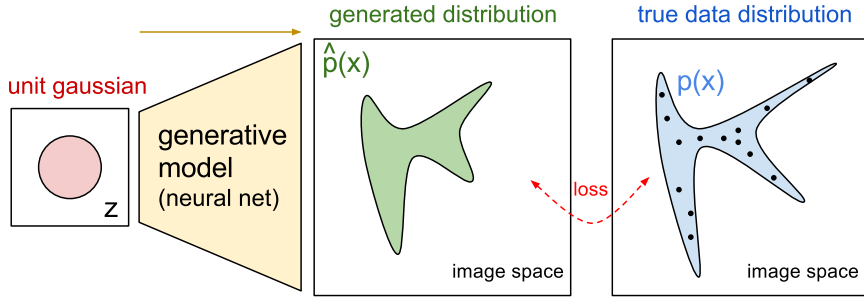 generated distribution
true data distribution
p̂(x)
p(x)
unit gaussian
generative
model
(neural net)
z
loss
image space
image space